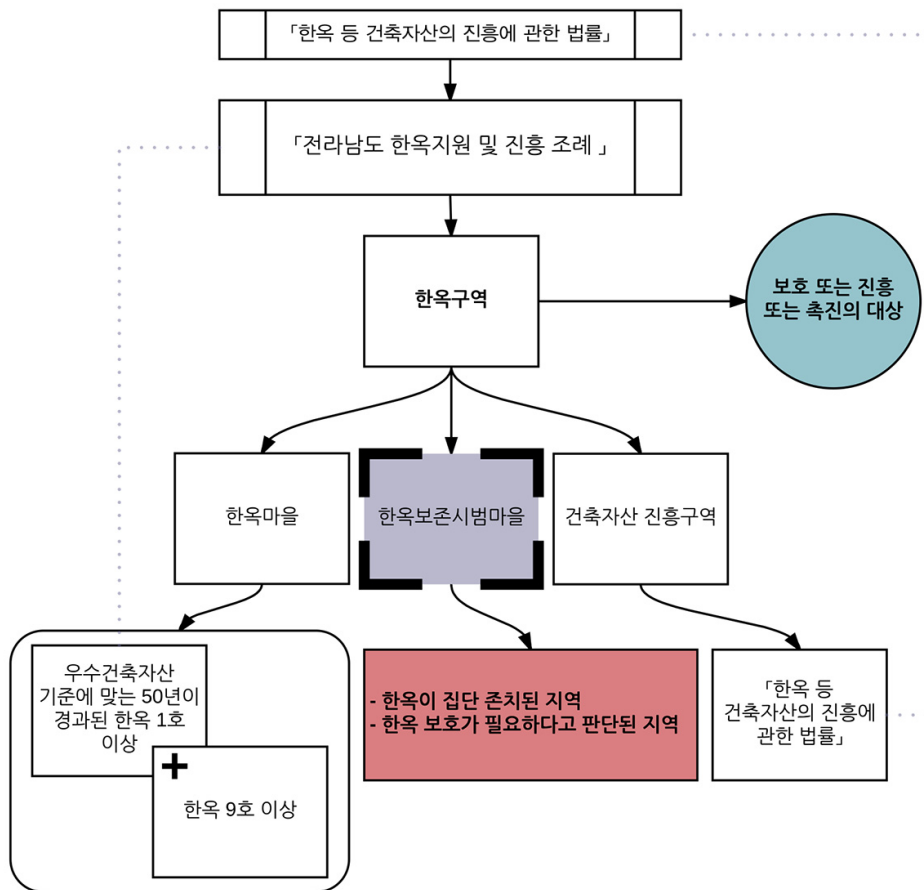 「한옥 등 건축자산의 진흥에 관한 법률」
「전라남도 한옥지원 및 진흥 조례 」
한옥구역
보호 또는 진흥
또는 촉진의 대상
한옥마을
한옥보존시범마을
건축자산 진흥구역
우수건축자산
기준에 맞는 50년이
경과된 한옥 1호
이상
+
한옥 9호 이상
- 한옥이 집단 존치된 지역
- 한옥 보호가 필요하다고 판단된 지역
「한옥 등
건축자산의 진흥에
관한 법률」